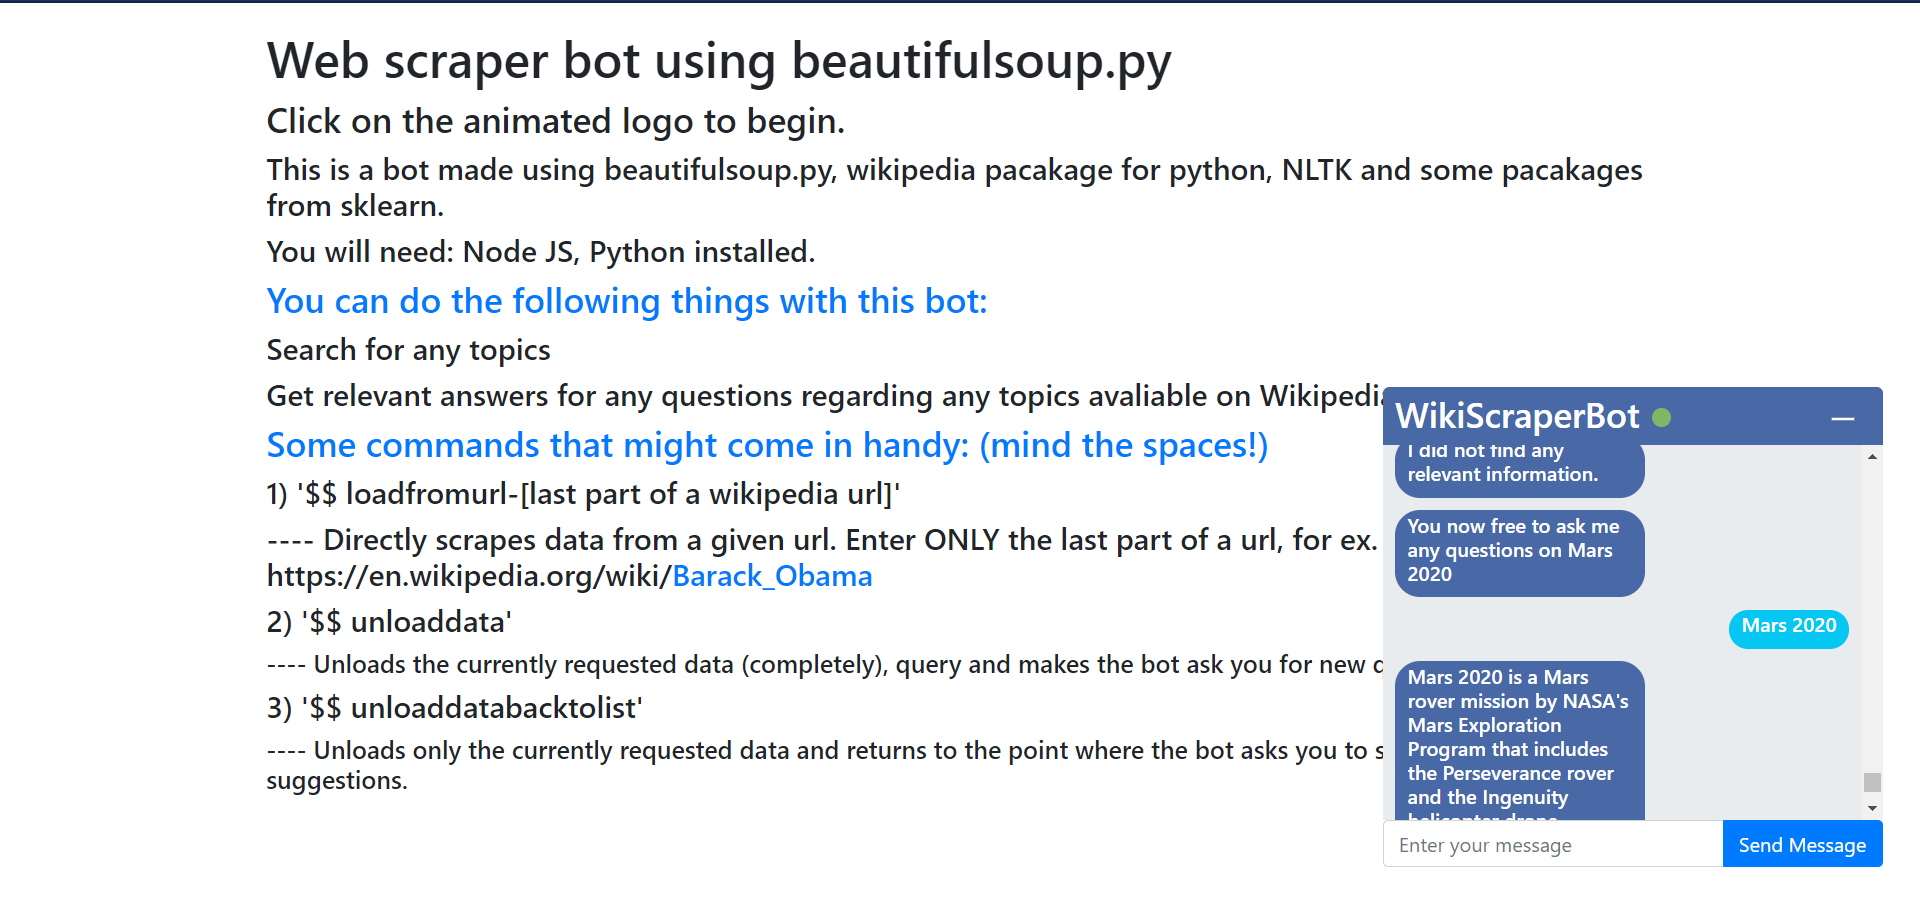 Web scraper bot using beautifulsoup.py
Click on the animated logo to begin.
This is a bot made using beautifulsoup.py, wikipedia pacakage for python, NLTK and some pacakages
from sklearn.
You will need: Node JS, Python installed.
You can do the following things with this bot:
Search for any topics
Get relevant answers for any questions regarding any topics avaliable on Wikipedi
Some commands that might come in handy: (mind the spaces!)
1) '$$ loadfromurl-[last part of a wikipedia url]'
---- Directly scrapes data from a given url. Enter ONLY the last part of a url, for ex.
https://en.wikipedia.org/wiki/Barack_Obama
2) '$$ unloaddata'
---- Unloads the currently requested data (completely), query and makes the bot ask you for new
3) '$$ unloaddatabacktolist'
---- Unloads only the currently requested data and returns to the point where the bot asks you to s
suggestions.
WikiScraperBot
I did not find any
relevant information.
You now free to ask me
any questions on Mars
2020
Mars 2020
Mars 2020 is a Mars
rover mission by NASA's
Mars Exploration
Program that includes
the Perseverance rover
and the Ingenuity
helicopter drone
Enter your message
Send Message